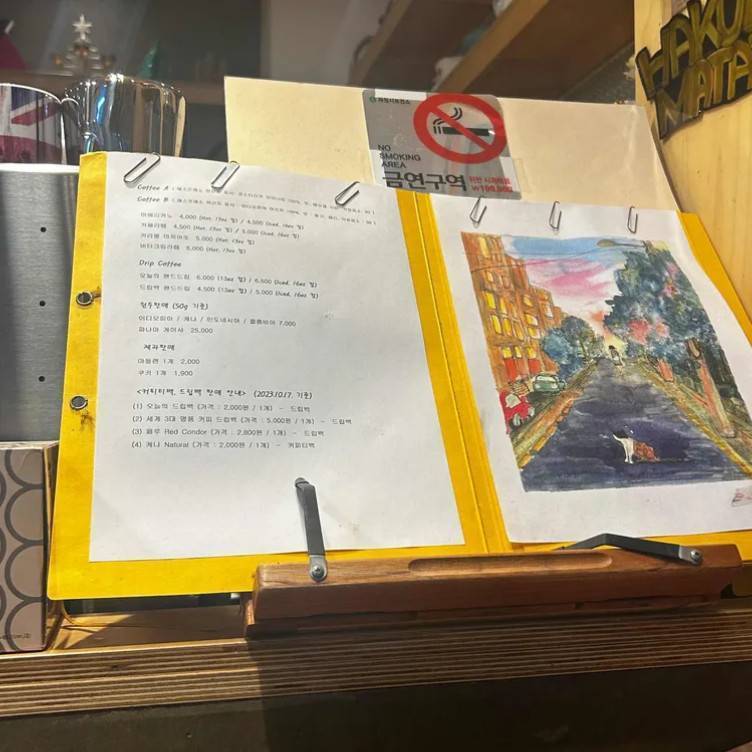 HAKU
MATA
NO
SMOKING
AREA
금연구역
Coffee A :
Coffee B :
아메리카노 4,000 (Hot, 13oz 컵) / 4,500 (Iced, 16oz 컵)
카페라떼 4,500 (Hot, 13oz 컵) / 5,000 (Iced, 16oz 컵)
카라멜 마끼아또 5,000 (Hot, 13oz 컵)
버터크림라떼 6,000 (Hot, 13oz 컵)
Drip Coffee
오늘의 핸드드립 6,000 (13oz 컵) / 6,500 (Iced, 16oz 컵)
드립백 핸드드립 4,500 (13oz 컵) / 5,000 (Iced, 16oz 컵)
원두판매 (50g 기준)
이디오피아 / 케냐 / 인도네시아 / 콜롬비아 7,000
파나마 게이샤 25,000
제과판매
마들렌 1개 2,000
쿠키 1개 1,900
<커피티백, 드립백 판매 안내> (2023.10.17. 기준)
(1) 오늘의 드립백 (가격 : 2,000원 / 1개) - 드립백
(2) 세계 3대 명품 커피 드립백 (가격 : 5,000원 / 1개) - 드립백
(3) 페루 Red Condor (가격 : 2,800원 / 1개) - 드립백
(4) 케냐 Natural (가격 : 2,000원 / 1개) - 커피티백